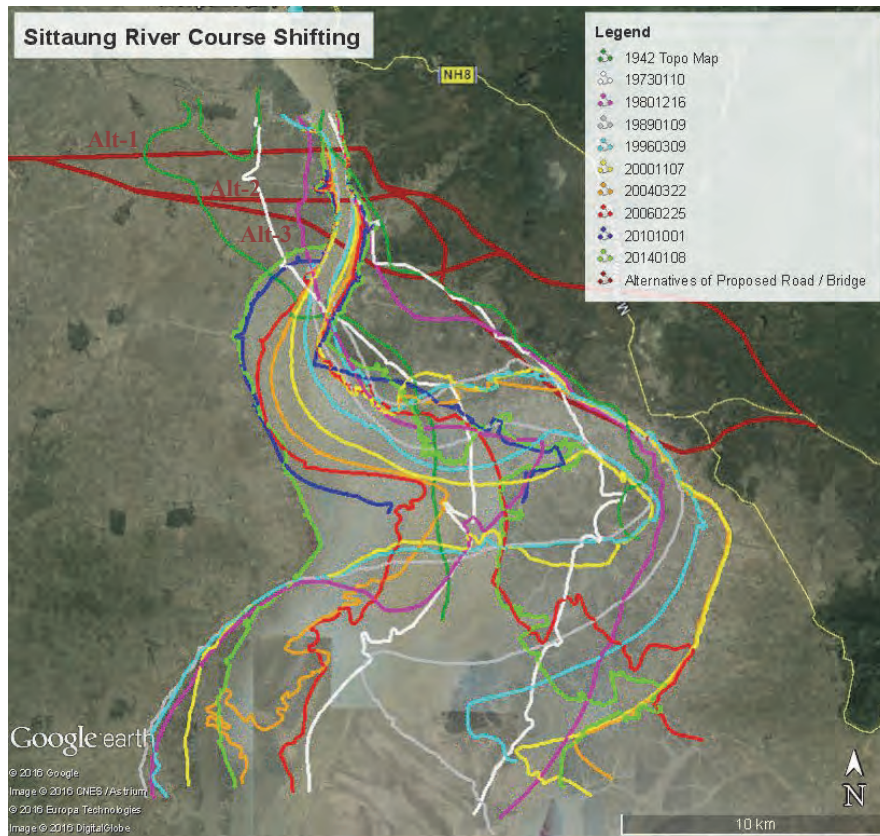 Sittaung River Course Shifting
Legend
1942 Topo Map
19730110
19801216
19890109
19960309
20001107
20040322
20060225
20101001
20140108
Alternatives of Proposed Road / Bridge
NH8
Alt-1
Alt-2
Alt-3
Google earth
© 2016 Google
Image © 2016 CNES / Astrium
© 2016 Europa Technologies
Image © 2016 DigitalGlobe
N
10 km